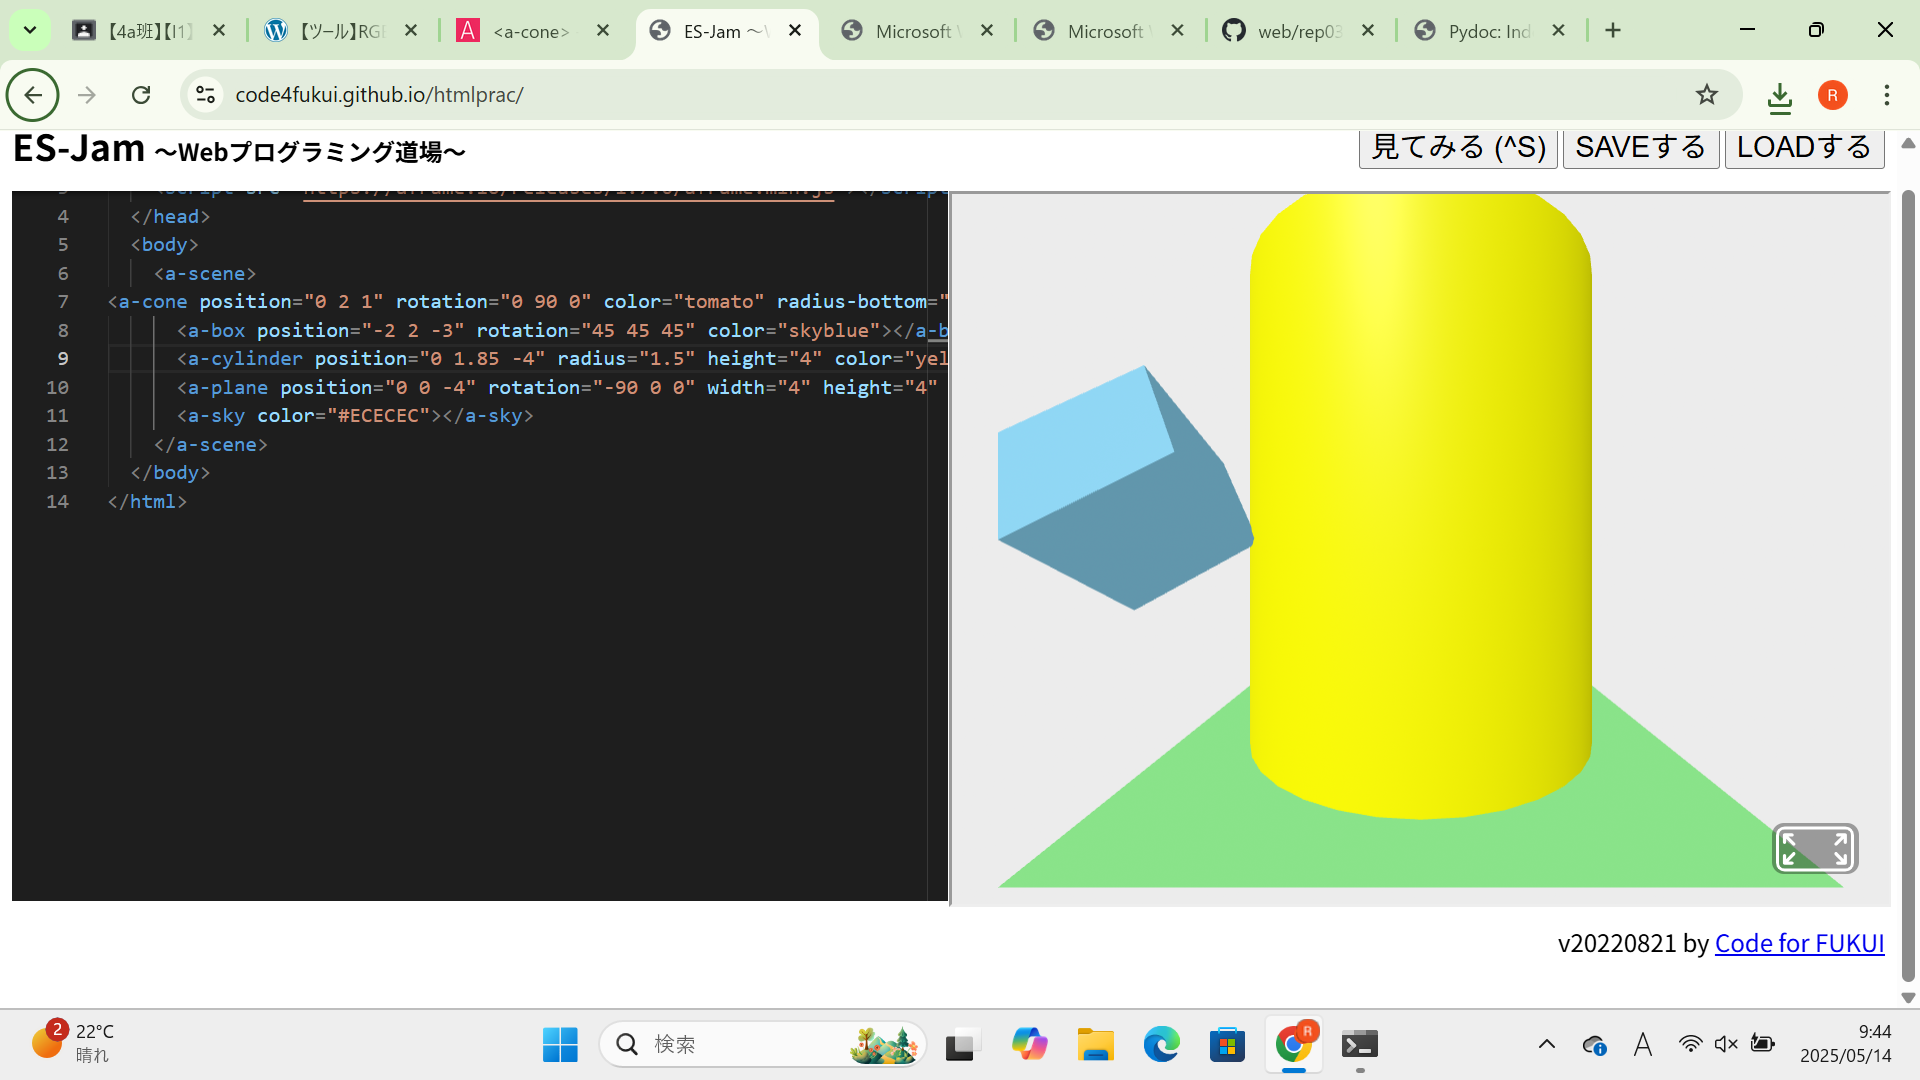 【4a班】【I1】
【ツール】RGE
<a-cone>
ES-Jam ～W
Microsoft
Microsoft
web/rep03
Pydoc: Ind
code4fukui.github.io/htmlprac/
R
ES-Jam ～Webプログラミング道場～
見てみる (^S) SAVEする LOADする
4 </head>
5 <body>
6 <a-scene>
7 <a-cone position="0 2 1" rotation="0 90 0" color="tomato" radius-bottom="
8 <a-box position="-2 2 -3" rotation="45 45 45" color="skyblue"></a-b
9 <a-cylinder position="0 1.85 -4" radius="1.5" height="4" color="yel
10 <a-plane position="0 0 -4" rotation="-90 0 0" width="4" height="4"
11 <a-sky color="#ECECEC"></a-sky>
12 </a-scene>
13 </body>
14 </html>
v20220821 by Code for FUKUI
2
22°C
晴れ
検索
R
A
9:44
2025/05/14